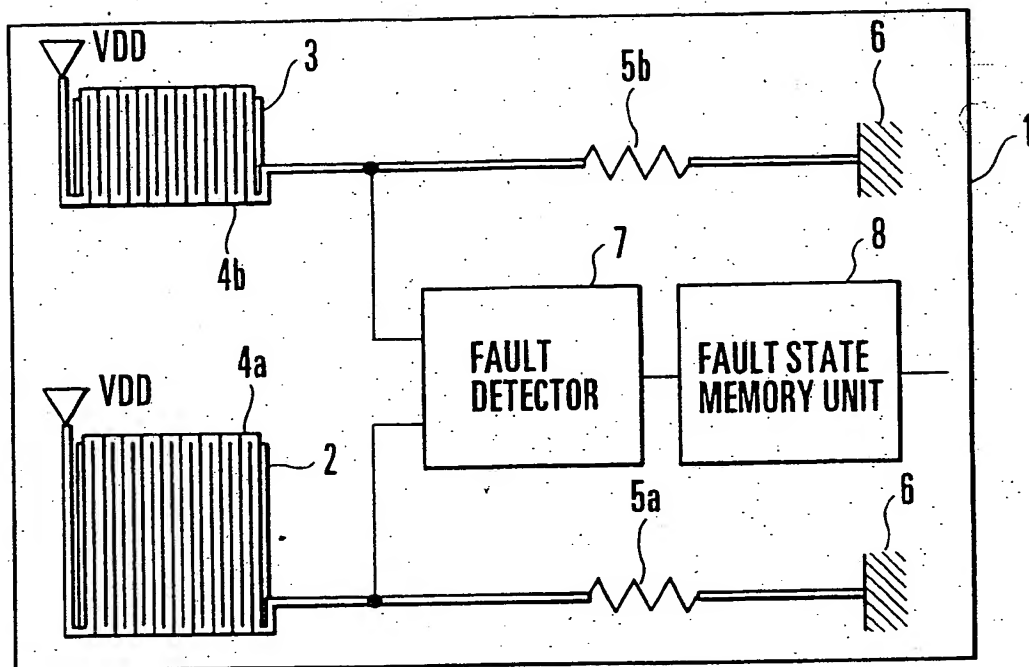 VDD
3
5b
6
1
4b
7
8
FAULT
DETECTOR
FAULT STATE
MEMORY UNIT
VDD
4a
2
5a
6